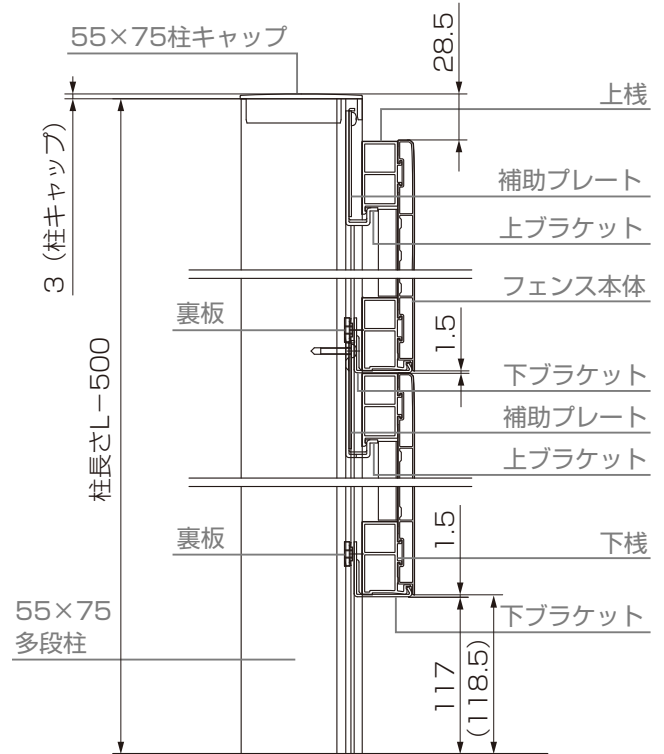 55×75柱キャップ
28.5
上桟
3（柱キャップ）
補助プレート
上ブラケット
フェンス本体
裏板
1.5
柱長さL－500
下ブラケット
補助プレート
上ブラケット
裏板
1.5
下桟
55×75
多段柱
下ブラケット
117
(118.5)